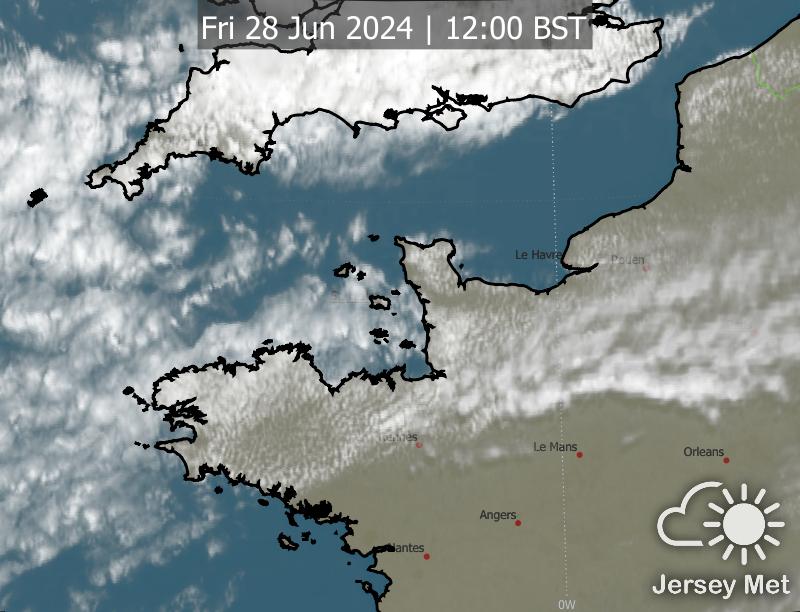 Fri 28 Jun 2024 | 12:00 BST
Le Havre
Rouen
Rennes
Le Mans
Orleans
Angers
Nantes
Jersey Met
0W